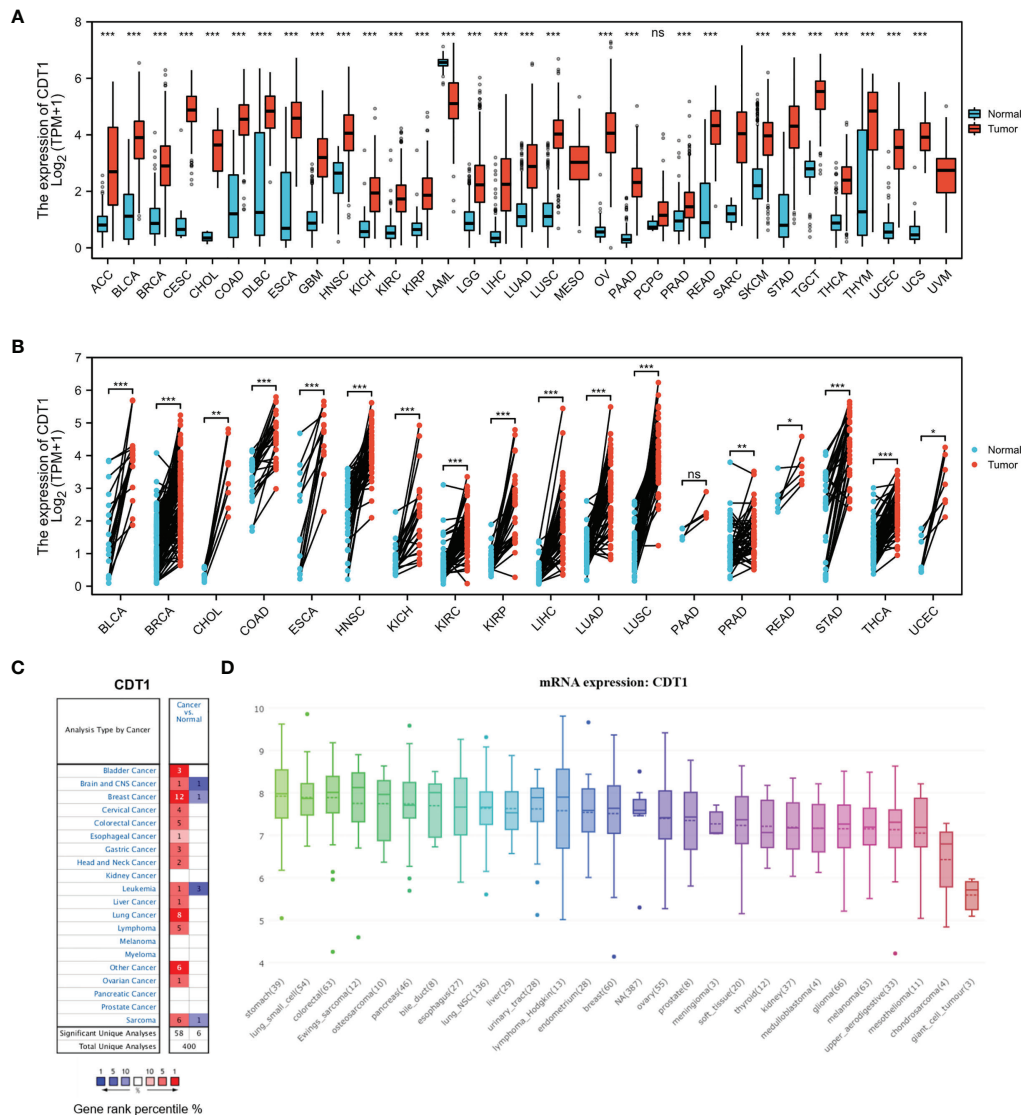 A
The expression of CDT1
Log2 (TPM+1)
8
6
4
2
0
*** *** *** *** *** *** *** *** *** *** *** *** *** *** *** *** *** *** *** *** ns *** *** *** *** *** *** *** *** ***
Normal
Tumor
ACC BLCA BRCA CESC CHOL COAD DLBC ESCA GBM HNSC KICH KIRC KIRP LAML LGG LIHC LUAD LUSC MESO OV PAAD PCPG PRAD READ SARC SKCM STAD TGCT THCA THYM UCEC UCS UVM
B
The expression of CDT1
Log2 (TPM+1)
7
6
5
4
3
2
1
0
*** *** ** *** *** *** *** *** *** *** *** *** ns ** * *** *** *
Normal
Tumor
BLCA BRCA CHOL COAD ESCA HNSC KICH KIRC KIRP LIHC LUAD LUSC PAAD PRAD READ STAD THCA UCEC
C
CDT1
Analysis Type by Cancer
Cancer
vs.
Normal
Bladder Cancer 3
Brain and CNS Cancer 1 1
Breast Cancer 12 1
Cervical Cancer 4
Colorectal Cancer 5
Esophageal Cancer 1
Gastric Cancer 3
Head and Neck Cancer 2
Kidney Cancer
Leukemia 1 3
Liver Cancer 1
Lung Cancer 8
Lymphoma 5
Melanoma
Myeloma
Other Cancer 6
Ovarian Cancer 1
Pancreatic Cancer
Prostate Cancer
Sarcoma 6 1
Significant Unique Analyses 58 6
Total Unique Analyses 400
1 5 10 10 5 1
%
Gene rank percentile %
D
mRNA expression: CDT1
10
9
8
7
6
5
4
stomach(39) lung_small_cell(54) colorectal(63) Ewings_sarcoma(12) osteosarcoma(10) pancreas(46) bile_duct(8) esophagus(27) lung_NSC(136) liver(29) urinary_tract(28) lymphoma_Hodgkin(13) endometrium(28) breast(60) NA(387) ovary(55) prostate(8) meningioma(3) soft_tissue(20) thyroid(12) kidney(37) medulloblastoma(4) glioma(66) melanoma(63) upper_aerodigestive(33) mesothelioma(11) chondrosarcoma(4) giant_cell_tumour(3)